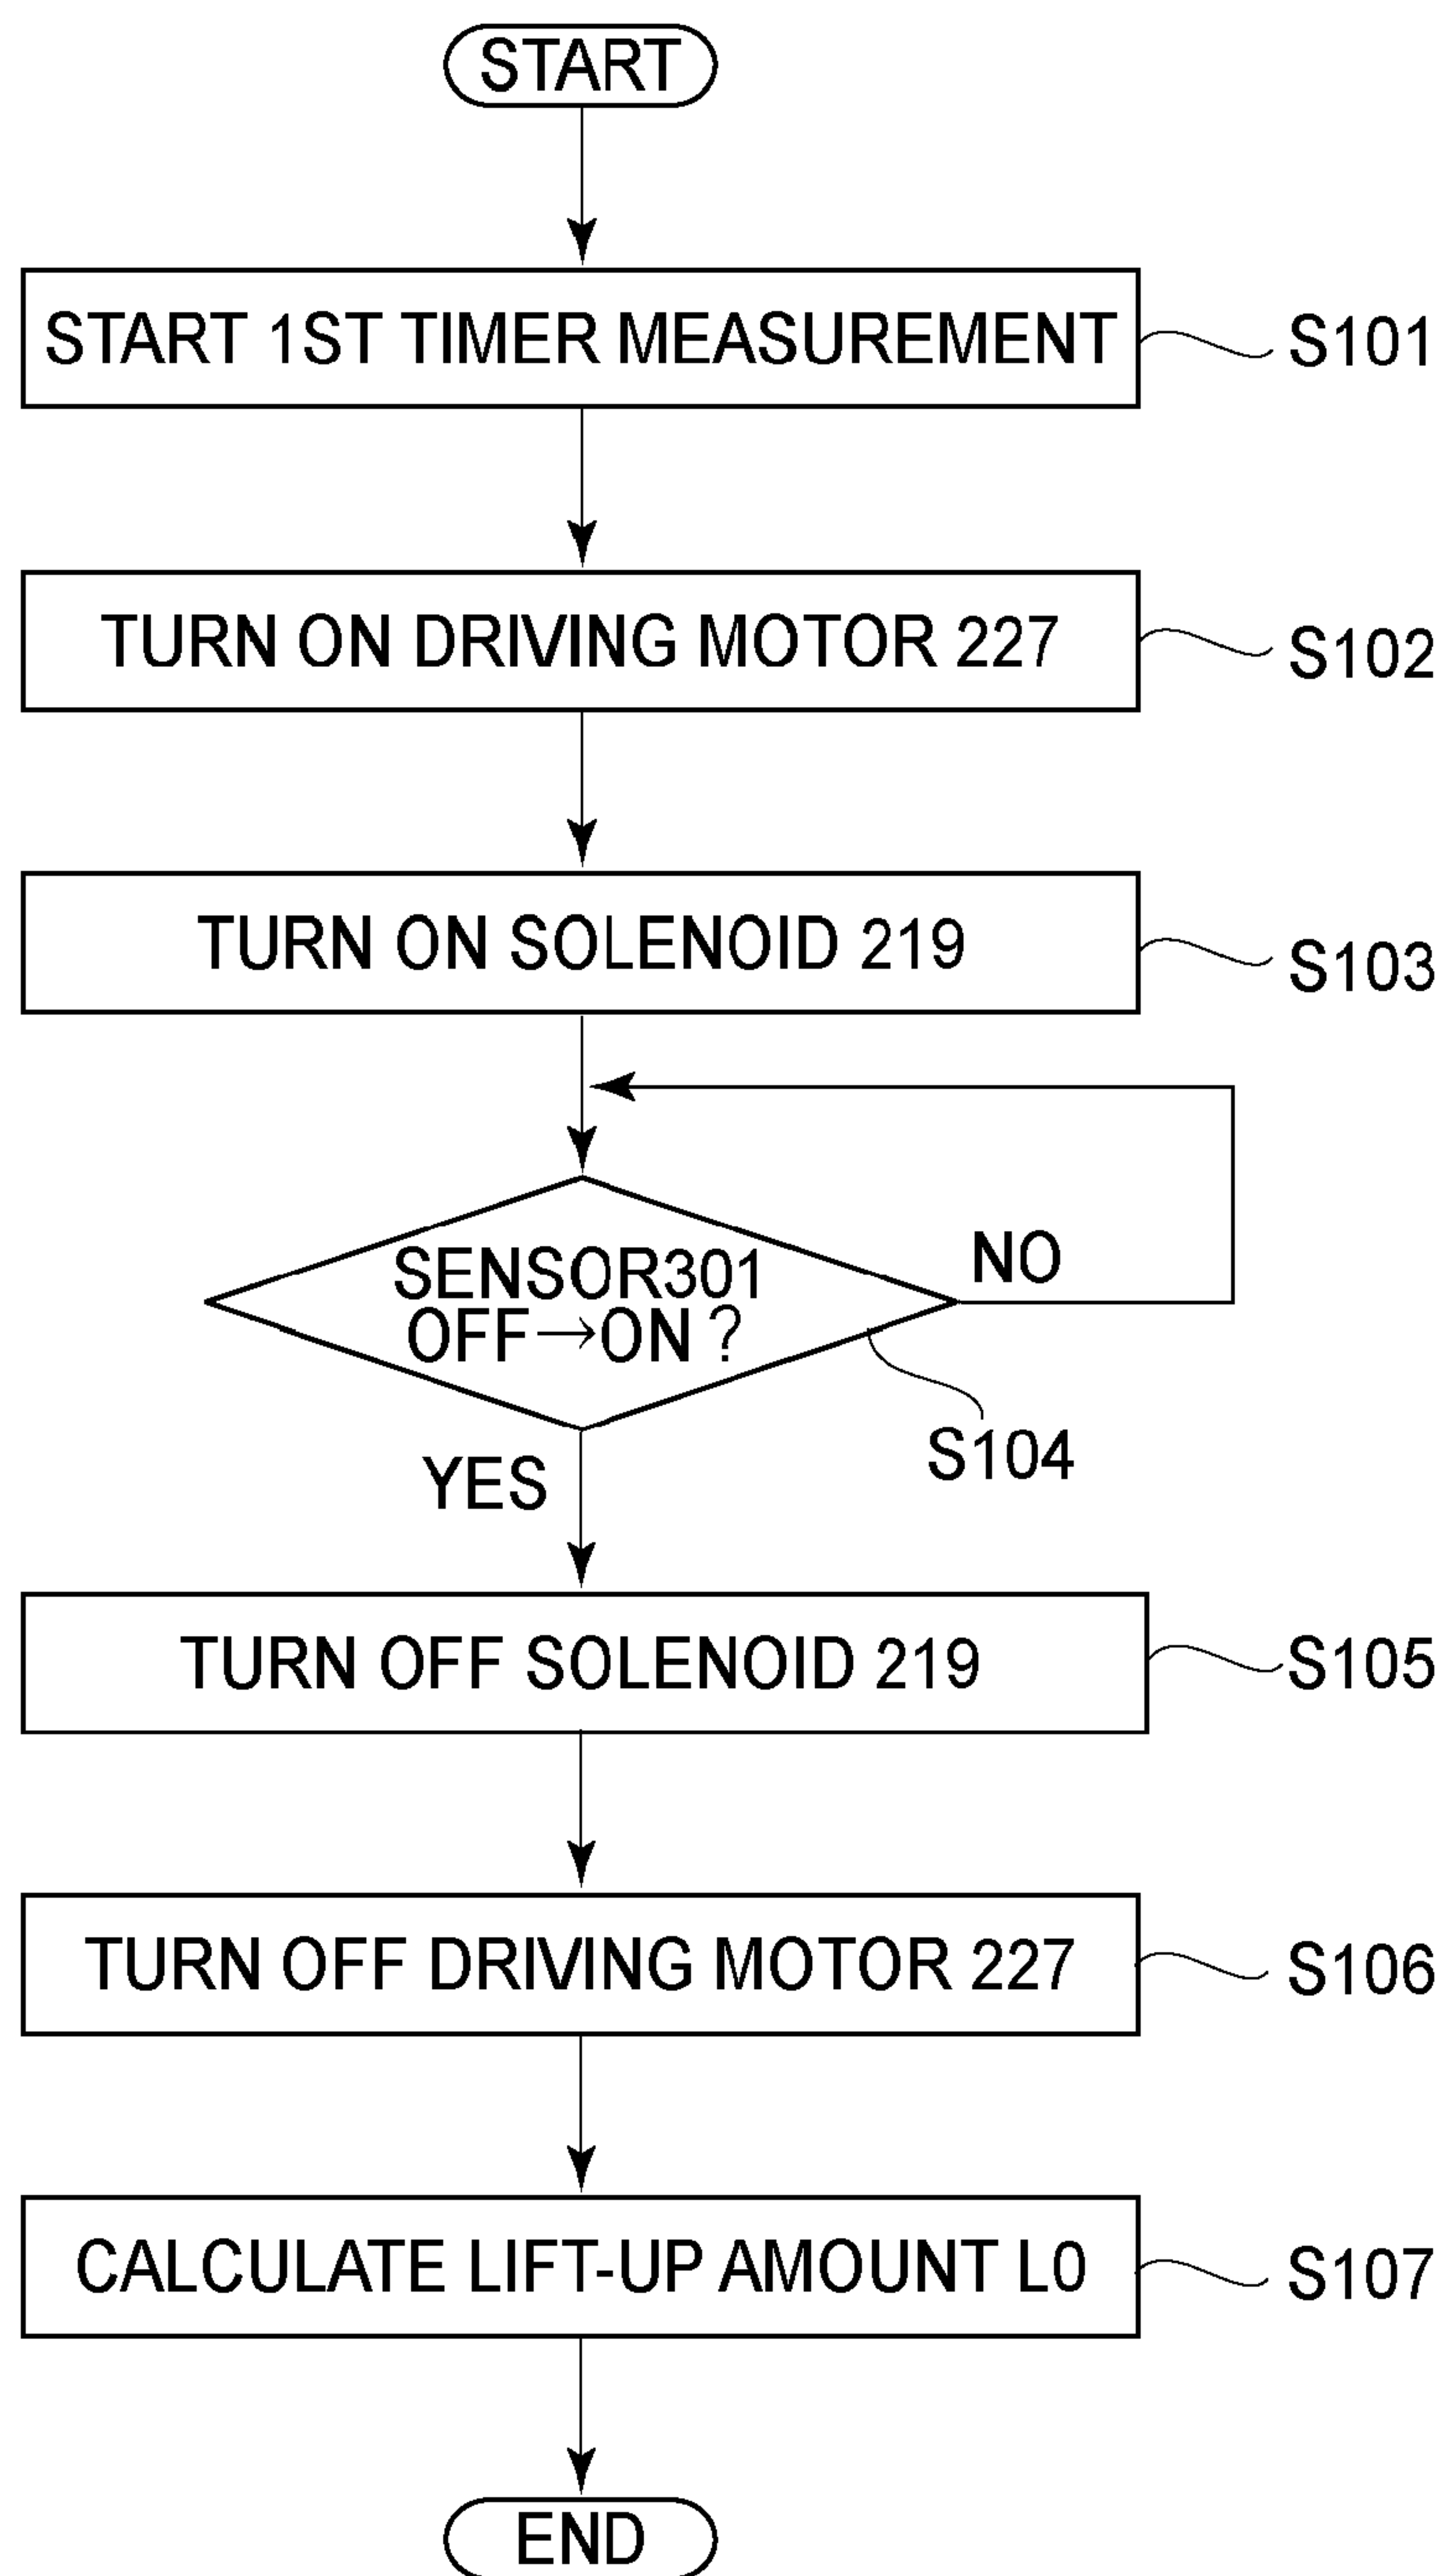 START
START 1ST TIMER MEASUREMENT
S101
TURN ON DRIVING MOTOR 227
S102
TURN ON SOLENOID 219
S103
SENSOR301
OFF→ON ?
NO
S104
YES
TURN OFF SOLENOID 219
S105
TURN OFF DRIVING MOTOR 227
S106
CALCULATE LIFT-UP AMOUNT L0
S107
END